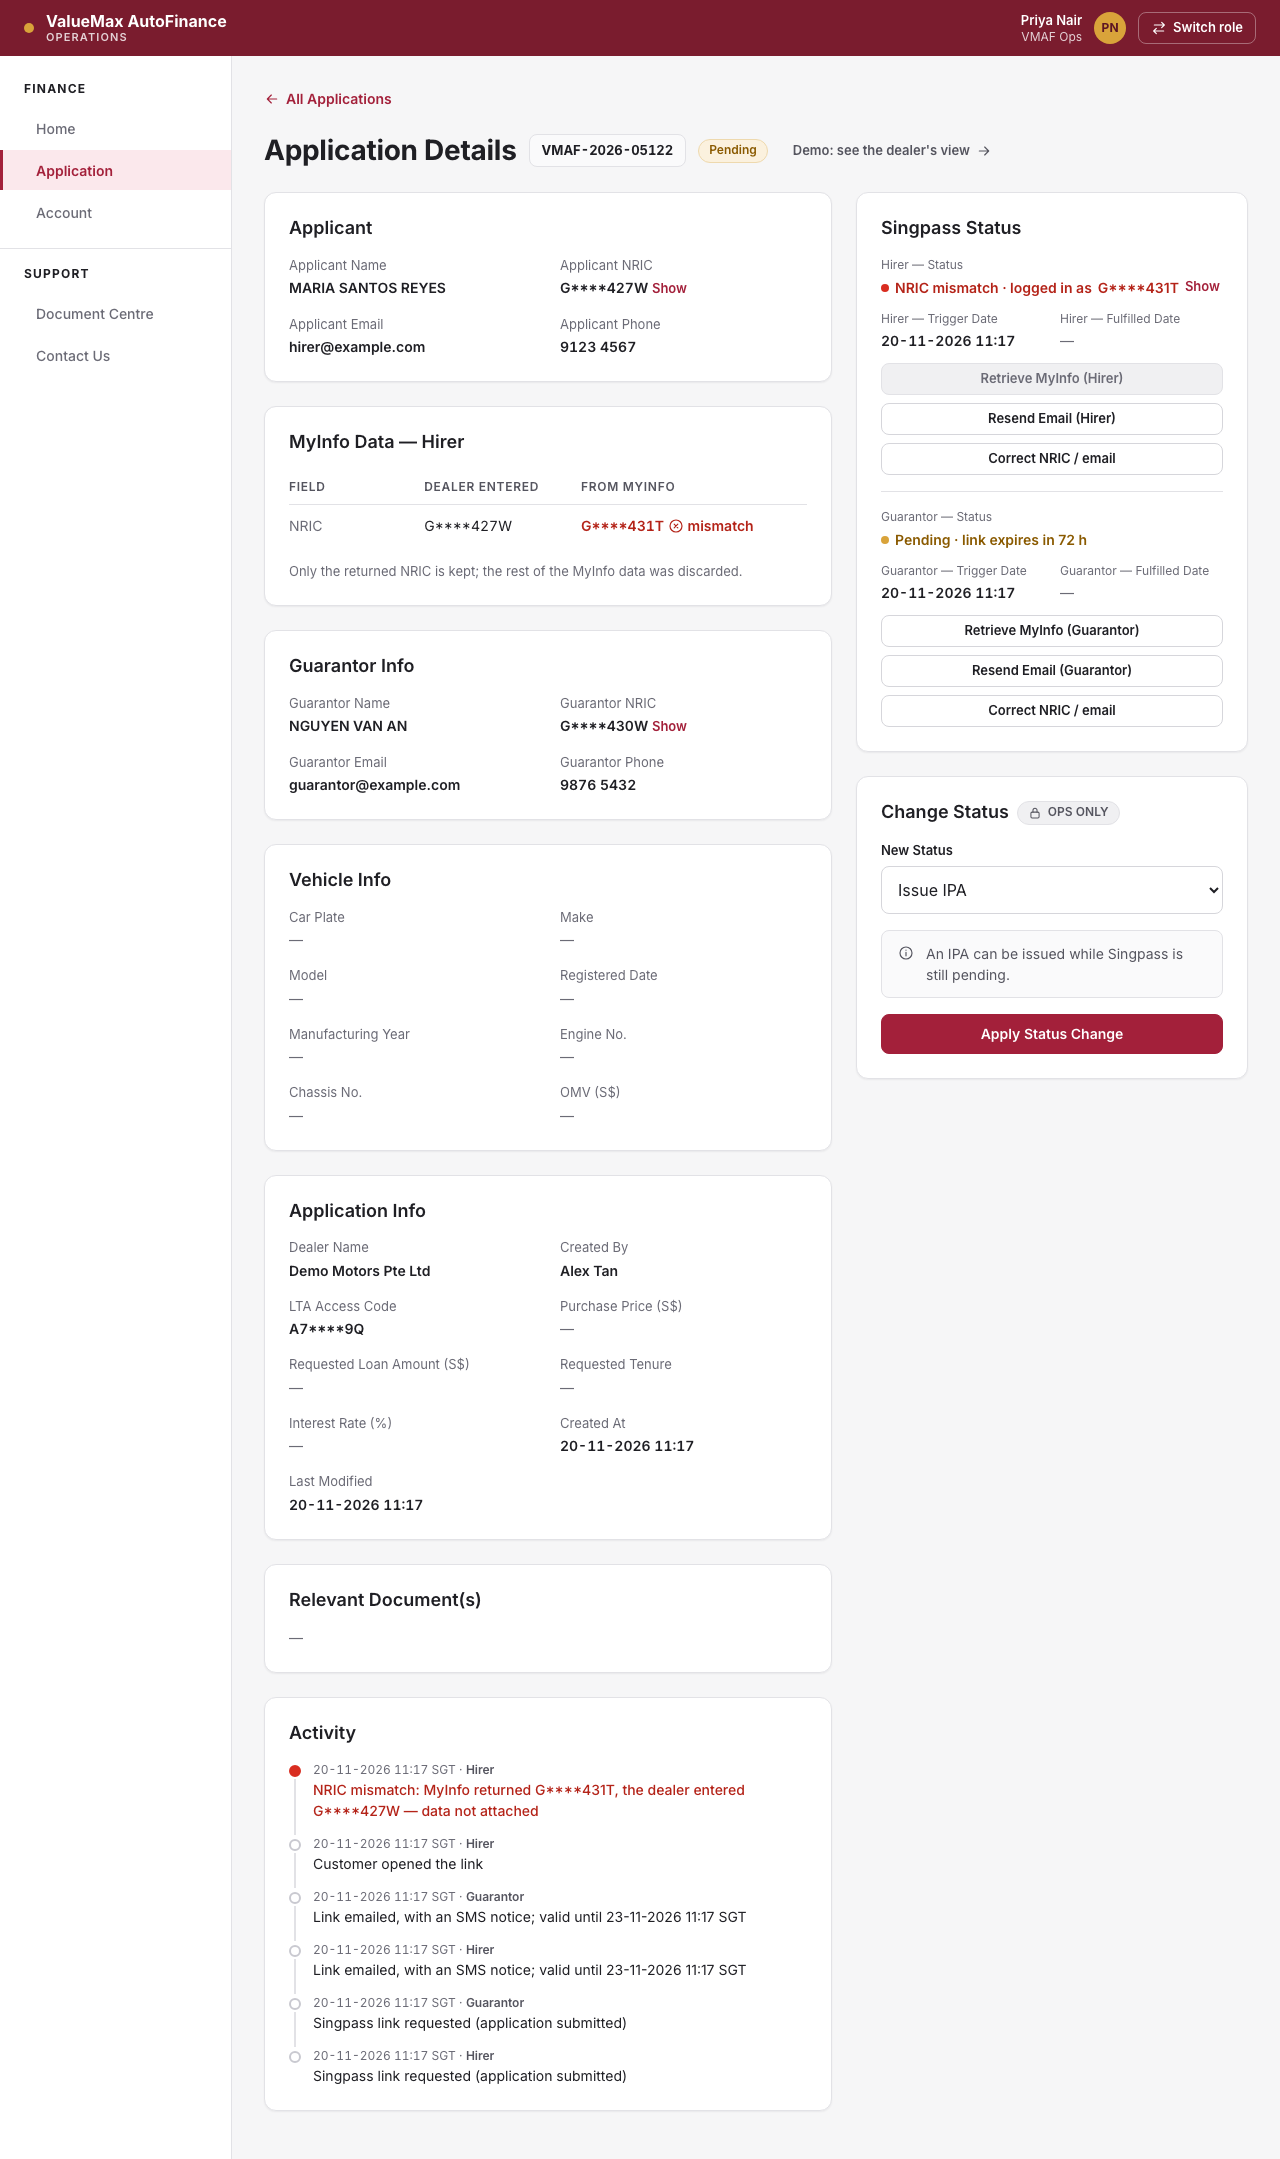 ValueMax AutoFinance
OPERATIONS
Priya Nair
VMAF Ops
PN
Switch role
FINANCE
Home
Application
Account
SUPPORT
Document Centre
Contact Us
← All Applications
Application Details
VMAF-2026-05122
Pending
Demo: see the dealer's view →
Applicant
Applicant Name
Applicant NRIC
MARIA SANTOS REYES
G****427W Show
Applicant Email
Applicant Phone
hirer@example.com
9123 4567
MyInfo Data — Hirer
FIELD
DEALER ENTERED
FROM MYINFO
NRIC
G****427W
G****431T mismatch
Only the returned NRIC is kept; the rest of the MyInfo data was discarded.
Guarantor Info
Guarantor Name
Guarantor NRIC
NGUYEN VAN AN
G****430W Show
Guarantor Email
Guarantor Phone
guarantor@example.com
9876 5432
Vehicle Info
Car Plate
Make
—
—
Model
Registered Date
—
—
Manufacturing Year
Engine No.
—
—
Chassis No.
OMV (S$)
—
—
Application Info
Dealer Name
Created By
Demo Motors Pte Ltd
Alex Tan
LTA Access Code
Purchase Price (S$)
A7****9Q
—
Requested Loan Amount (S$)
Requested Tenure
—
—
Interest Rate (%)
Created At
—
20-11-2026 11:17
Last Modified
20-11-2026 11:17
Relevant Document(s)
—
Activity
20-11-2026 11:17 SGT · Hirer
NRIC mismatch: MyInfo returned G****431T, the dealer entered
G****427W — data not attached
20-11-2026 11:17 SGT · Hirer
Customer opened the link
20-11-2026 11:17 SGT · Guarantor
Link emailed, with an SMS notice; valid until 23-11-2026 11:17 SGT
20-11-2026 11:17 SGT · Hirer
Link emailed, with an SMS notice; valid until 23-11-2026 11:17 SGT
20-11-2026 11:17 SGT · Guarantor
Singpass link requested (application submitted)
20-11-2026 11:17 SGT · Hirer
Singpass link requested (application submitted)
Singpass Status
Hirer — Status
NRIC mismatch · logged in as G****431T Show
Hirer — Trigger Date
Hirer — Fulfilled Date
20-11-2026 11:17
—
Retrieve MyInfo (Hirer)
Resend Email (Hirer)
Correct NRIC / email
Guarantor — Status
Pending · link expires in 72 h
Guarantor — Trigger Date
Guarantor — Fulfilled Date
20-11-2026 11:17
—
Retrieve MyInfo (Guarantor)
Resend Email (Guarantor)
Correct NRIC / email
Change Status
OPS ONLY
New Status
Issue IPA
An IPA can be issued while Singpass is
still pending.
Apply Status Change